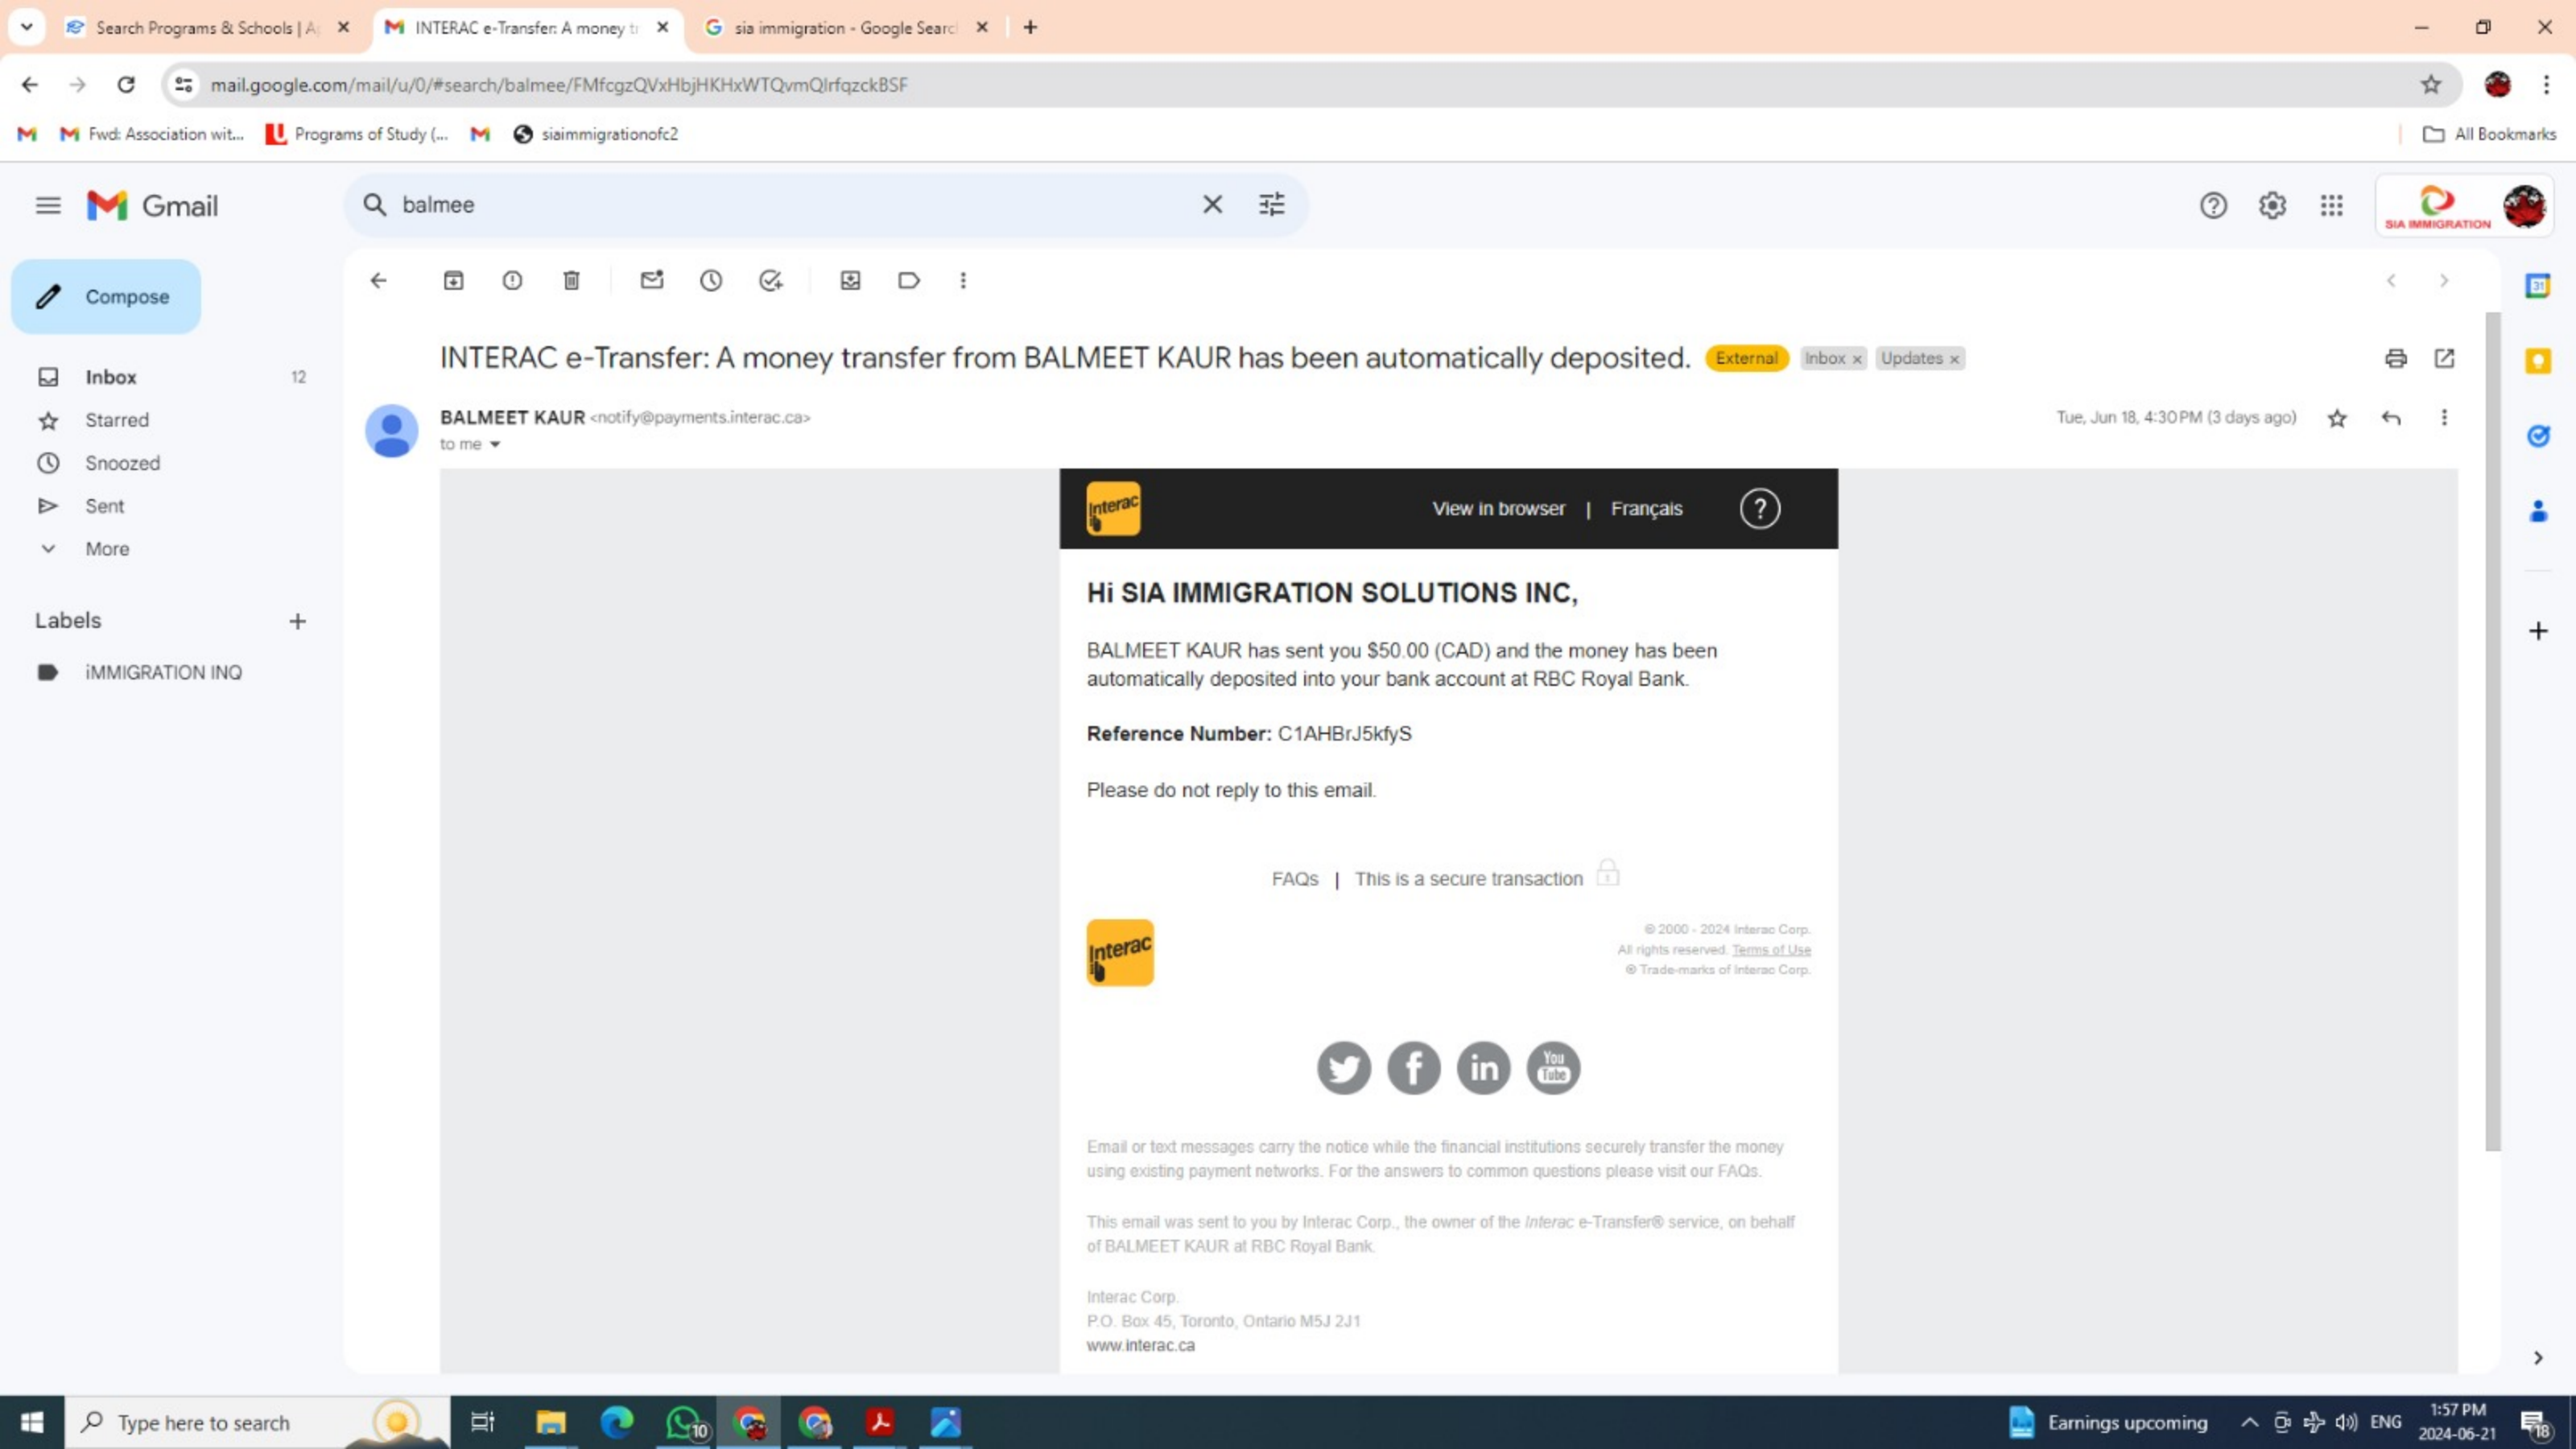 Search Programs & Schools | A
INTERAC e-Transfer: A money tr
sia immigration - Google Searc
mail.google.com/mail/u/0/#search/balmee/FMfcgzQVxHbjHKHxWTQvmQlrfqzckBSF
Fwd: Association wit...
Programs of Study (...
siaimmigrationofc2
All Bookmarks
Gmail
balmee
SIA IMMIGRATION
Compose
31
INTERAC e-Transfer: A money transfer from BALMEET KAUR has been automatically deposited.
External
Inbox ×
Updates ×
Inbox 12
BALMEET KAUR <notify@payments.interac.ca>
Tue, Jun 18, 4:30 PM (3 days ago)
Starred
to me
Snoozed
Sent
More
Interac
View in browser | Français
?
Hi SIA IMMIGRATION SOLUTIONS INC,
Labels
iMMIGRATION INQ
BALMEET KAUR has sent you $50.00 (CAD) and the money has been
automatically deposited into your bank account at RBC Royal Bank.
Reference Number: C1AHBrJ5kfyS
Please do not reply to this email.
FAQs | This is a secure transaction
Interac
© 2000 - 2024 Interac Corp.
All rights reserved. Terms of Use
® Trade-marks of Interac Corp.
f
in
You
Tube
Email or text messages carry the notice while the financial institutions securely transfer the money
using existing payment networks. For the answers to common questions please visit our FAQs.
This email was sent to you by Interac Corp., the owner of the Interac e-Transfer® service, on behalf
of BALMEET KAUR at RBC Royal Bank.
Interac Corp.
P.O. Box 45, Toronto, Ontario M5J 2J1
www.interac.ca
Type here to search
10
Earnings upcoming
ENG
1:57 PM
2024-06-21
18